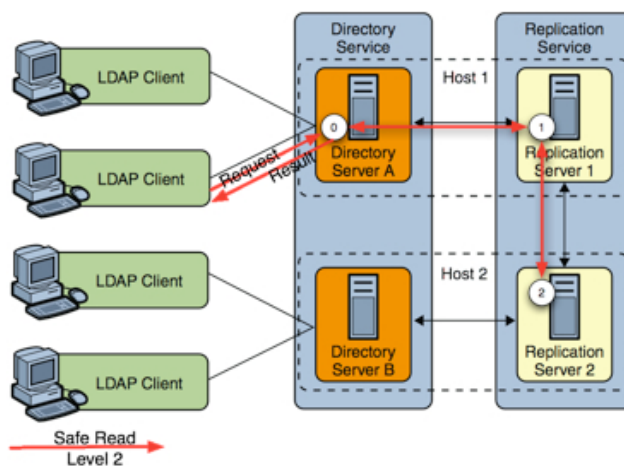 Directory
Service
Replication
Service
LDAP Client
Host 1
0
1
Directory
Server A
Replication
Server 1
LDAP Client
Request
Result
LDAP Client
Host 2
2
Directory
Server B
Replication
Server 2
LDAP Client
Safe Read
Level 2